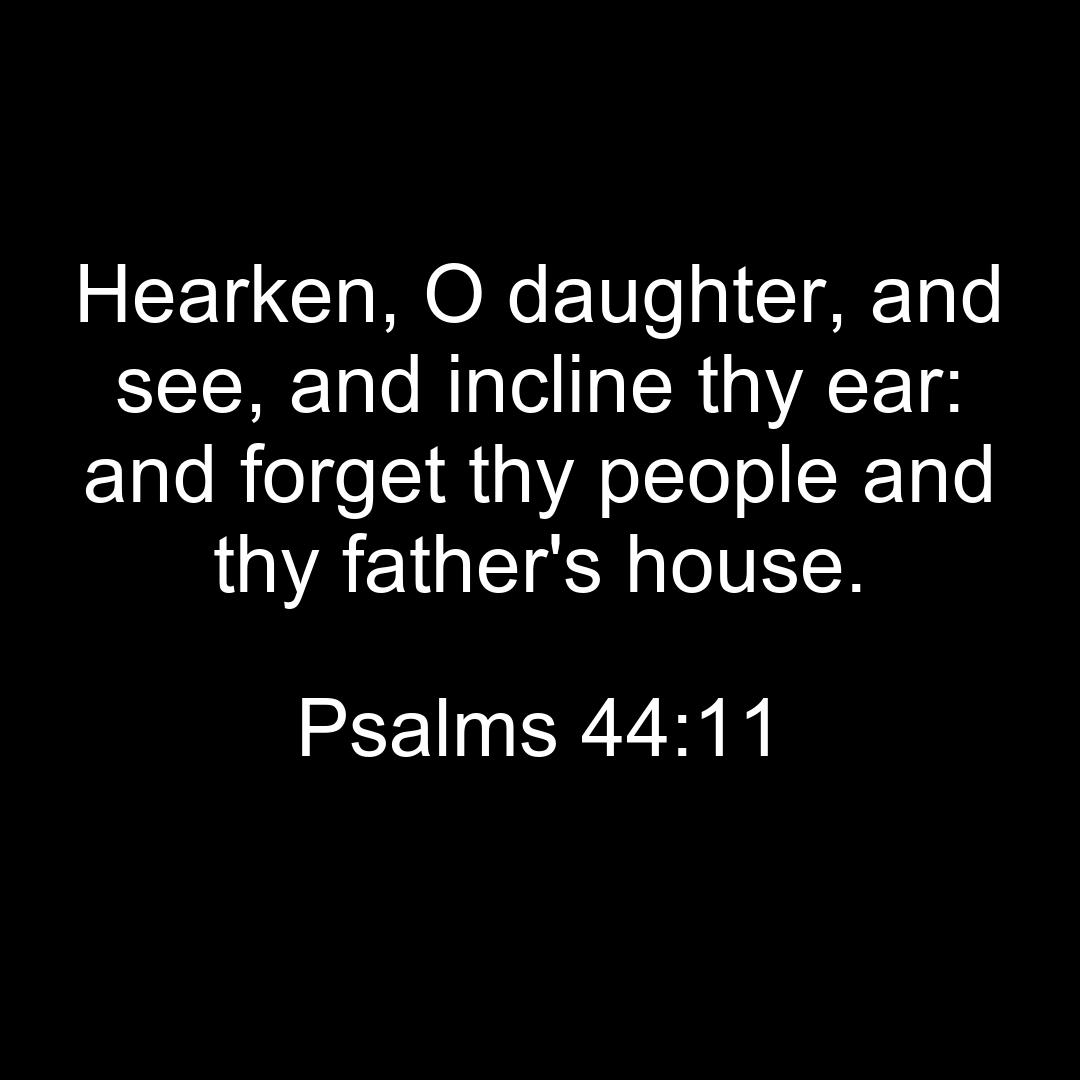 Hearken, O daughter, and
see, and incline thy ear:
and forget thy people and
thy father's house.
Psalms 44:11